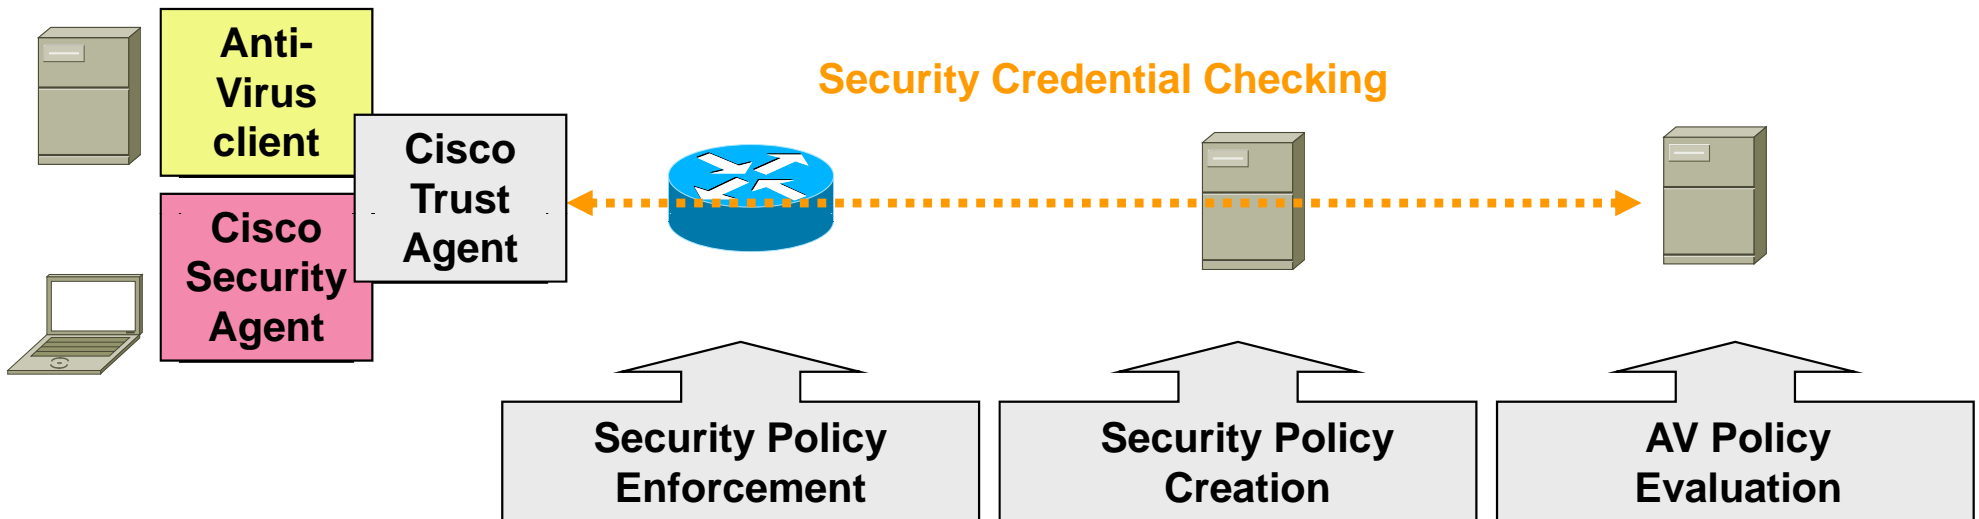 Anti-
Virus
client
Cisco
Security
Agent
Cisco
Trust
Agent
Security Credential Checking
Security Policy
Enforcement
Security Policy
Creation
AV Policy
Evaluation